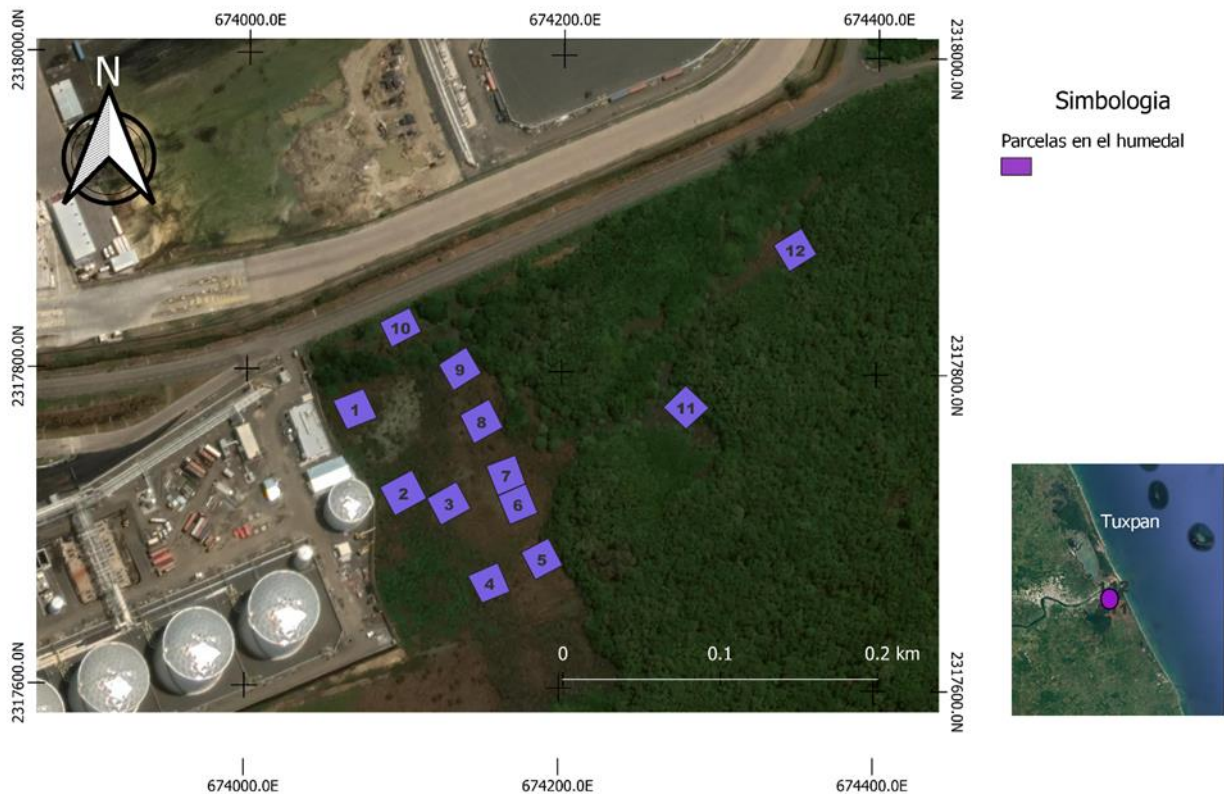 674000.0E 674200.0E 674400.0E
2318000.0N
2318000.0N
N
Simbologia
Parcelas en el humedal
12
10
9
2317800.0N
2317800.0N
1
11
8
7
2
3
6
5
4
Tuxpan
0 0.1 0.2 km
2317600.0N
2317600.0N
674000.0E 674200.0E 674400.0E